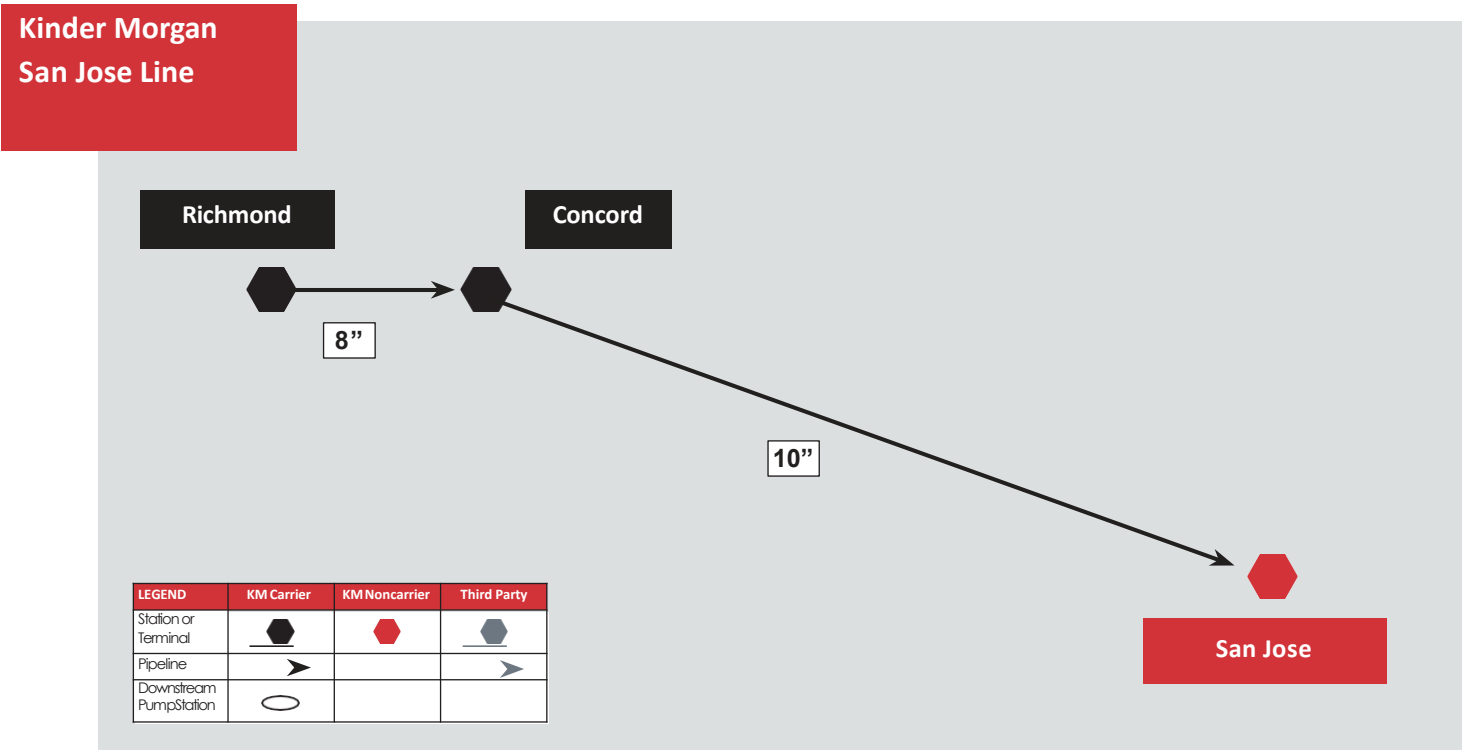 Kinder Morgan
San Jose Line
Richmond
Concord
8”
10”
LEGEND KM Carrier KM Noncarrier Third Party
Station or
Terminal
Pipeline
Downstream
PumpStation
San Jose